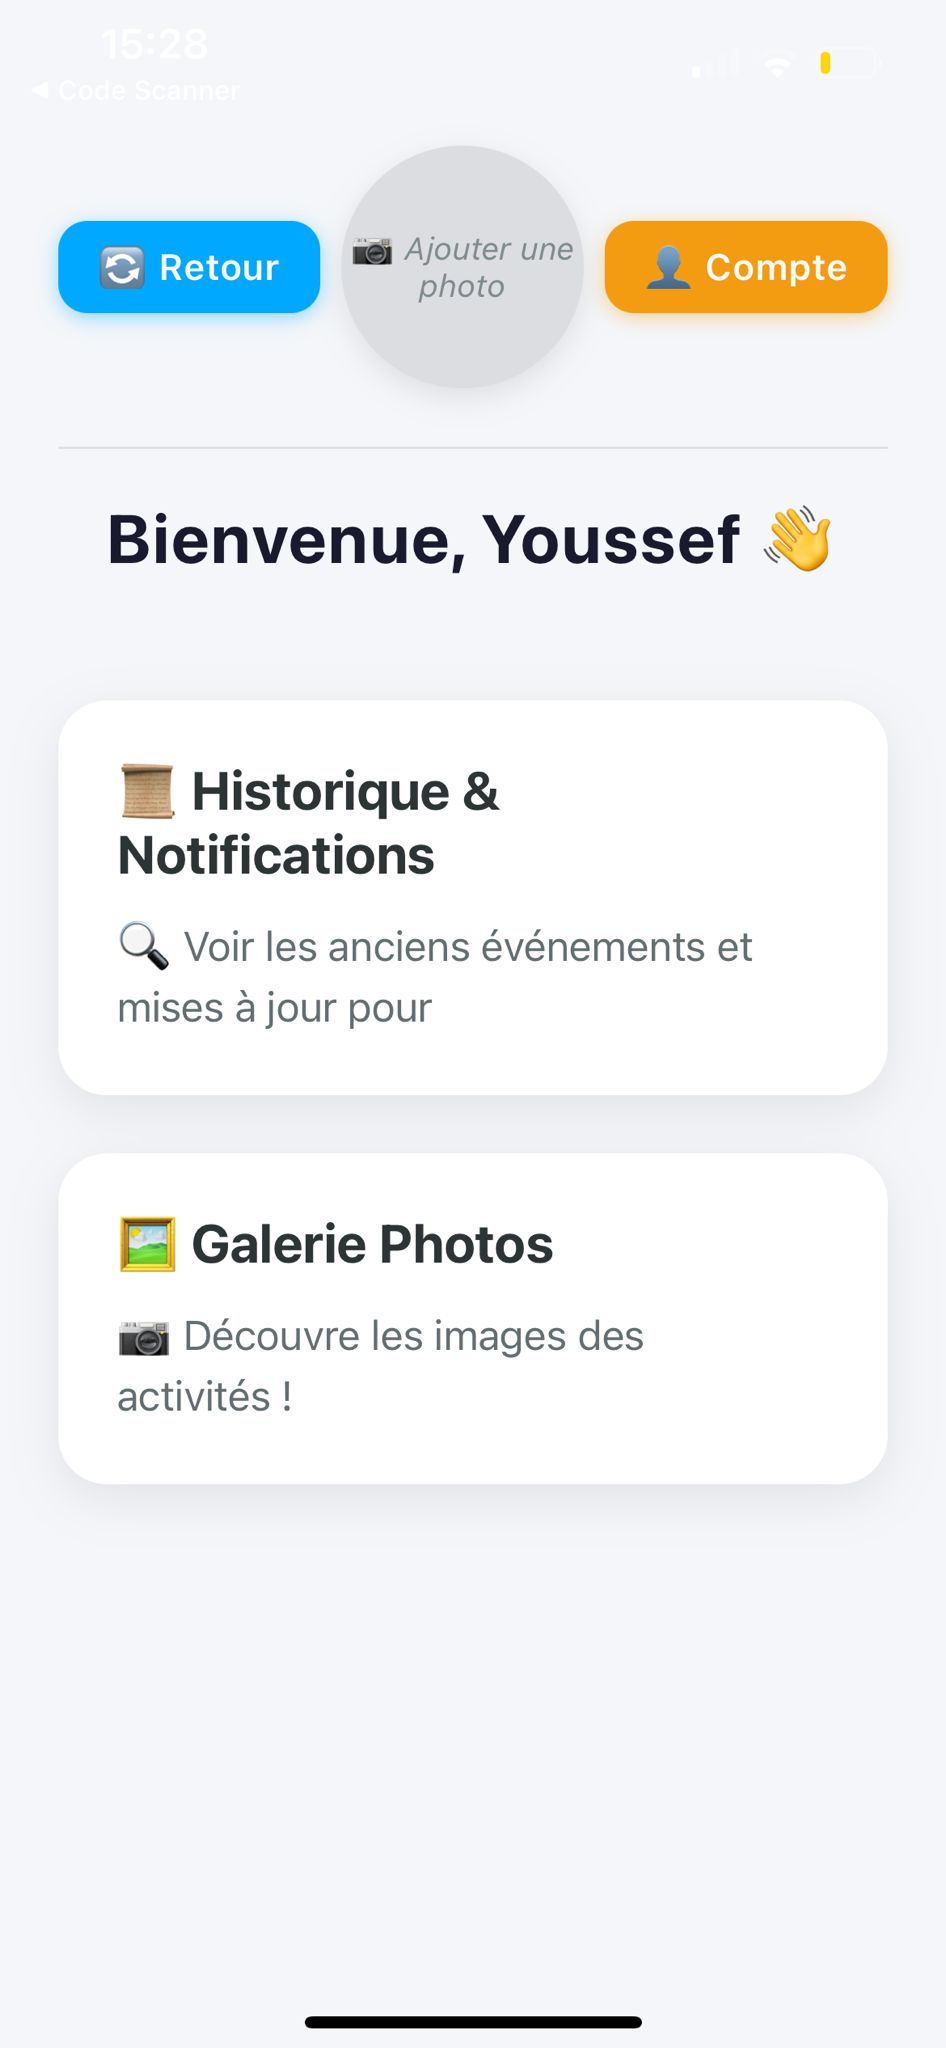 15:28
◀ Code Scanner
🔄 Retour
📷 Ajouter une
photo
👤 Compte
Bienvenue, Youssef 👋
📜 Historique &
Notifications
🔍 Voir les anciens événements et
mises à jour pour
🖼️ Galerie Photos
📷 Découvre les images des
activités !